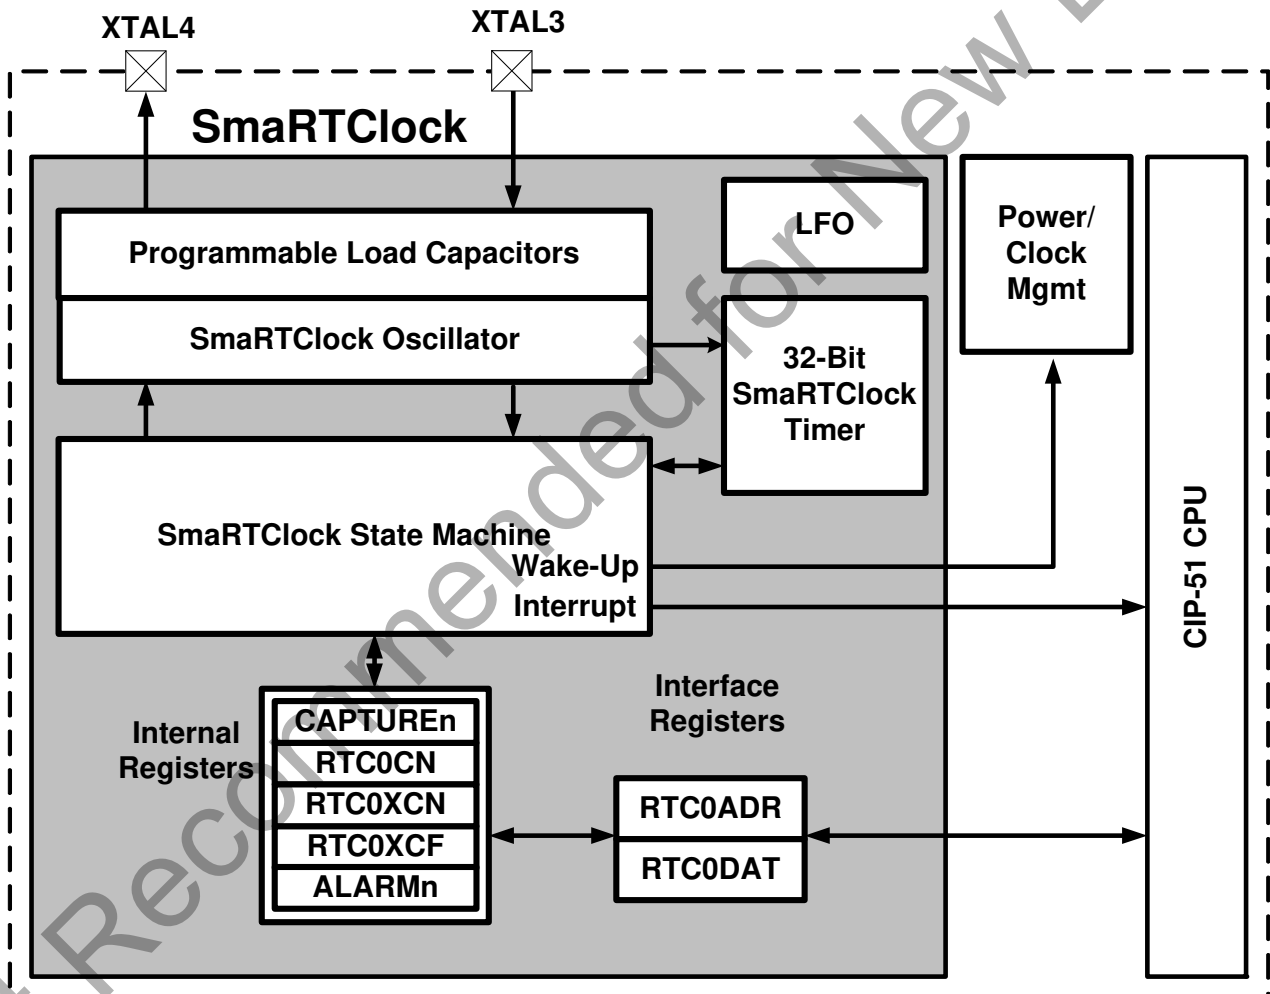 XTAL4
XTAL3
SmaRTClock
Programmable Load Capacitors
LFO
Power/
Clock
Mgmt
SmaRTClock Oscillator
32-Bit
SmaRTClock
Timer
SmaRTClock State Machine
Wake-Up
Interrupt
CIP-51 CPU
Internal
Registers
CAPTUREn
RTC0CN
RTC0XCN
RTC0XCF
ALARMn
Interface
Registers
RTC0ADR
RTC0DAT
Recommended for New